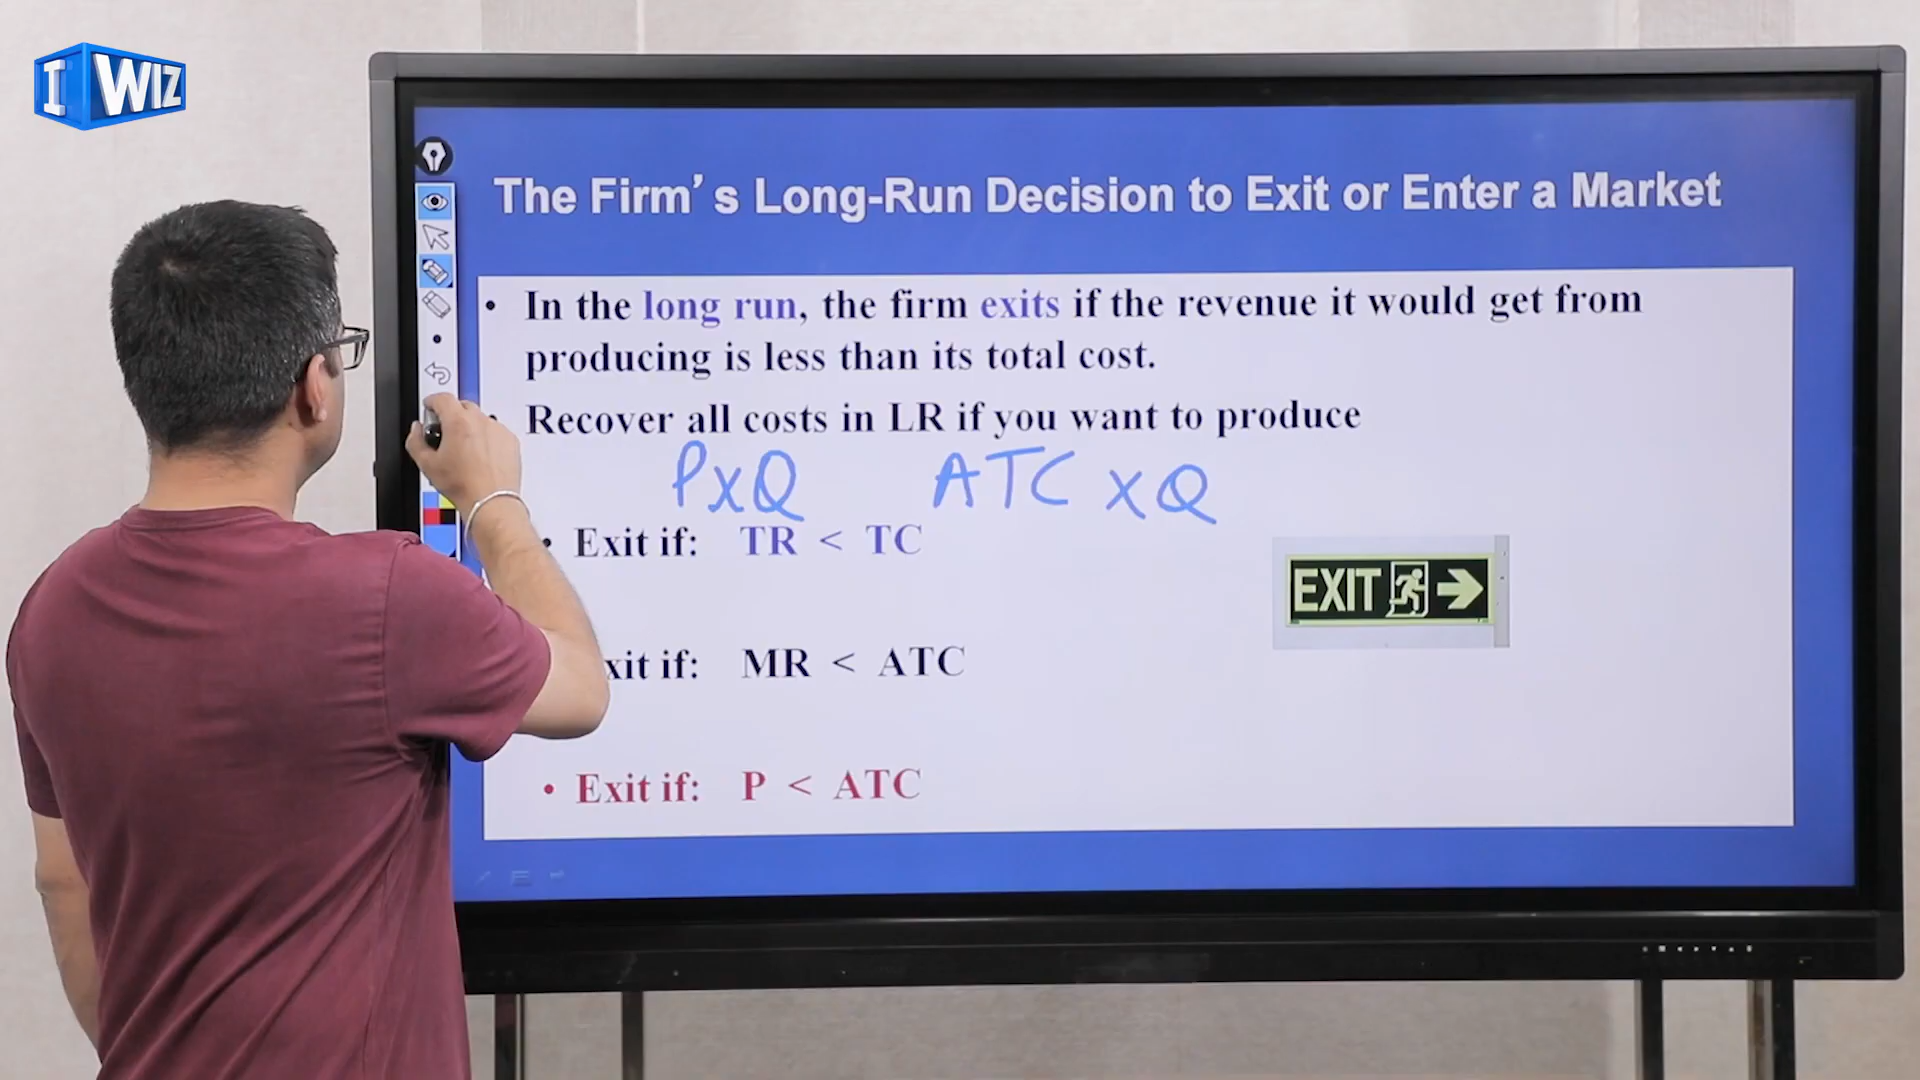 I WIZ
The Firm's Long-Run Decision to Exit or Enter a Market
• In the long run, the firm exits if the revenue it would get from
producing is less than its total cost.
• Recover all costs in LR if you want to produce
PxQ ATC x Q
• Exit if: TR < TC
EXIT
xit if: MR < ATC
• Exit if: P < ATC